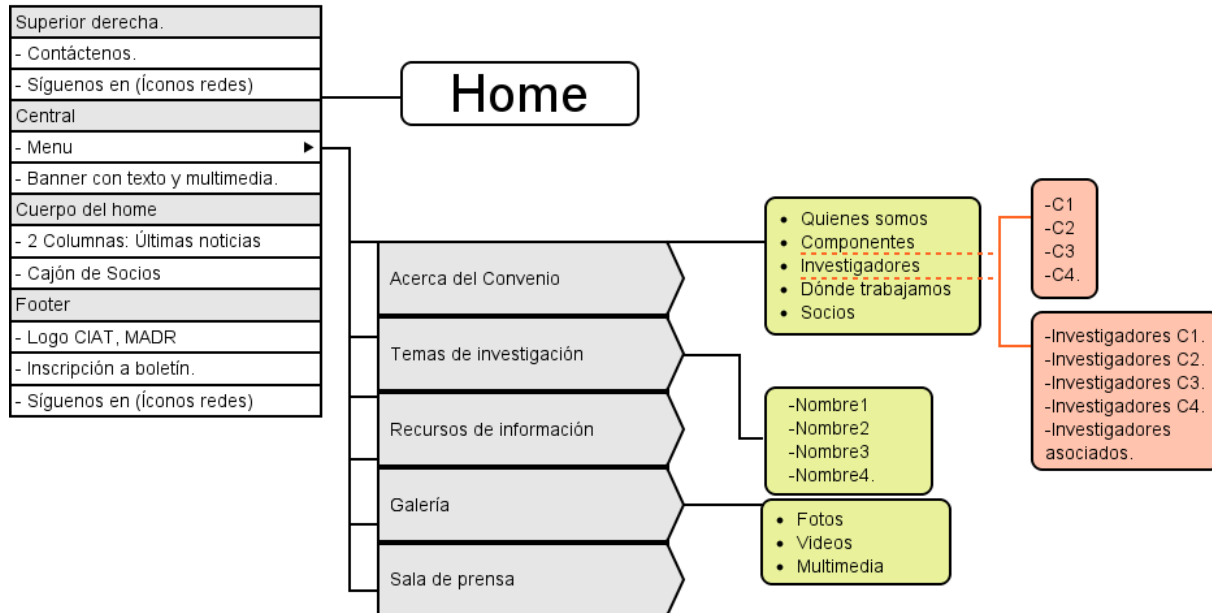 Superior derecha.
- Contáctenos.
- Síguenos en (Íconos redes)
Central
- Menu
- Banner con texto y multimedia.
Cuerpo del home
- 2 Columnas: Últimas noticias
- Cajón de Socios
Footer
- Logo CIAT, MADR
- Inscripción a boletín.
- Síguenos en (Íconos redes)
Home
Acerca del Convenio
Temas de investigación
Recursos de información
Galería
Sala de prensa
• Quienes somos
• Componentes
• Investigadores
• Dónde trabajamos
• Socios
-Nombre1
-Nombre2
-Nombre3
-Nombre4.
• Fotos
• Videos
• Multimedia
-C1
-C2
-C3
-C4.
-Investigadores C1.
-Investigadores C2.
-Investigadores C3.
-Investigadores C4.
-Investigadores
asociados.